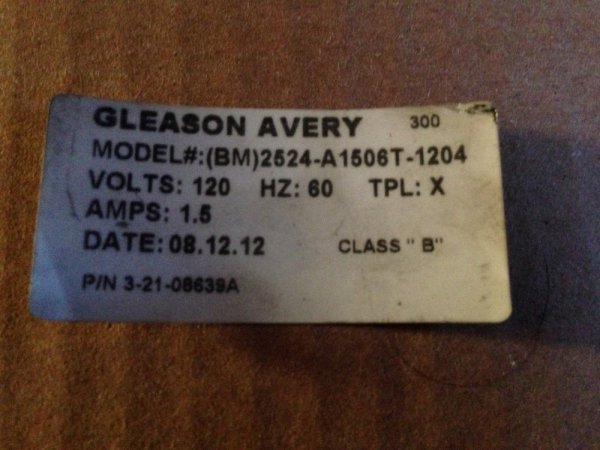 GLEASON AVERY 300
MODEL#:(BM)2524-A1506T-1204
VOLTS: 120 HZ: 60 TPL: X
AMPS: 1.5
DATE: 08.12.12 CLASS " B"
P/N 3-21-08639A